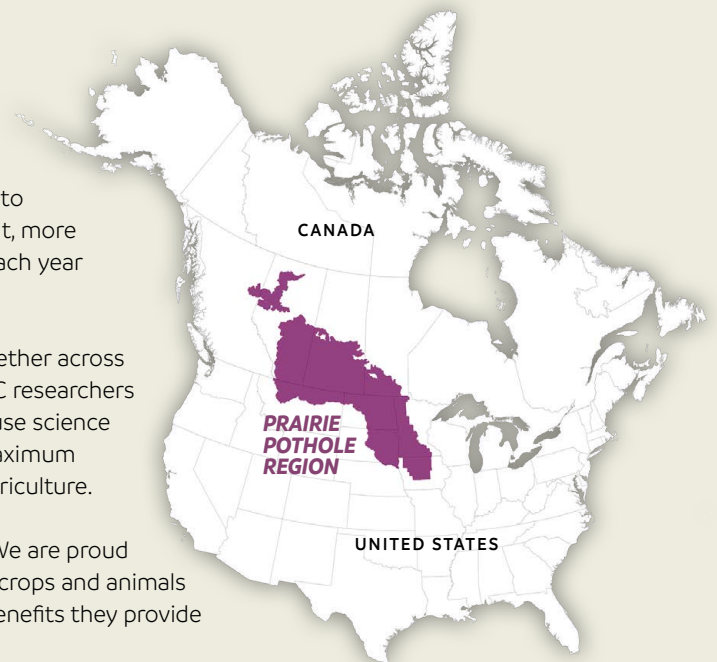 to
t, more
ach year
ether across
C researchers
use science
aximum
riculture.
We are proud
crops and animals
enefits they provide
CANADA
PRAIRIE
POTHOLE
REGION
UNITED STATES